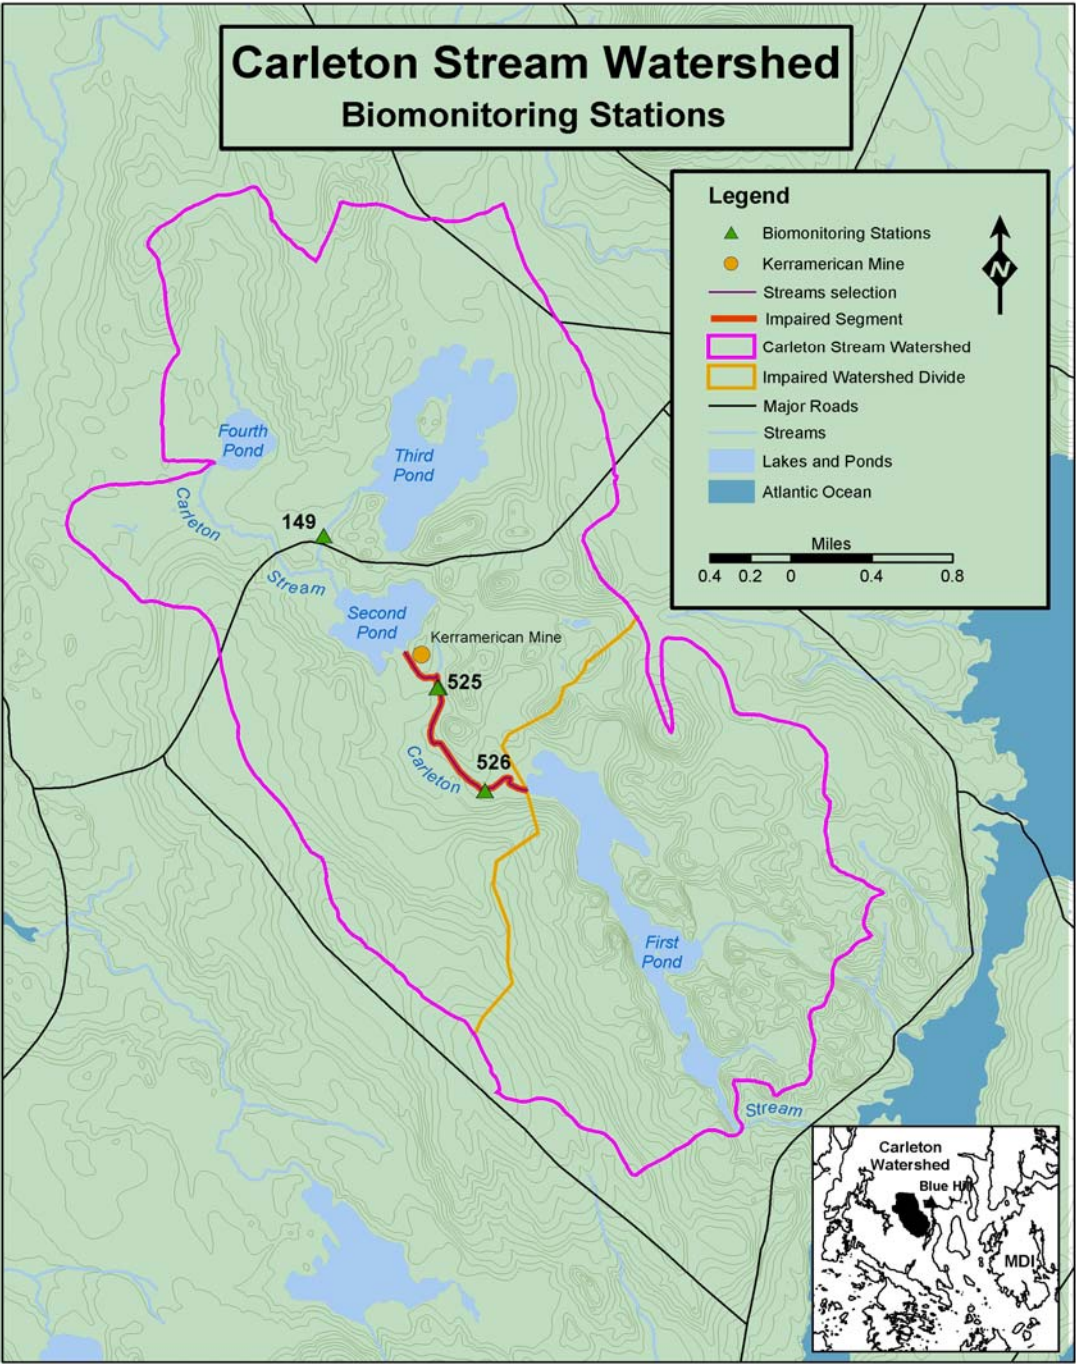 Carleton Stream Watershed
Biomonitoring Stations
Legend
Biomonitoring Stations
Kerramerican Mine
Streams selection
Impaired Segment
Carleton Stream Watershed
Impaired Watershed Divide
Major Roads
Streams
Lakes and Ponds
Atlantic Ocean
N
Miles
0.4 0.2 0 0.4 0.8
Fourth
Pond
Third
Pond
Carleton
149
Stream
Second
Pond
Kerramerican Mine
525
526
Carleton
First
Pond
Stream
Carleton
Watershed
Blue Hill
MDI